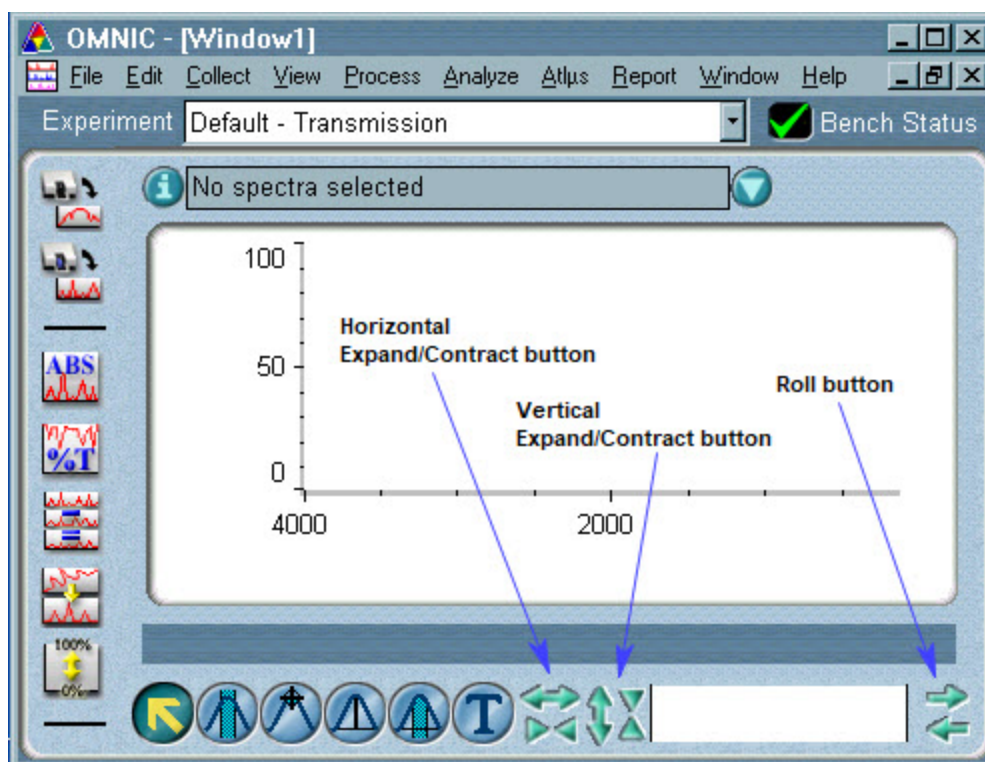 OMNIC - [Window1]
File Edit Collect View Process Analyze Atlμs Report Window Help
Experiment Default - Transmission Bench Status
No spectra selected
100
50
0
4000
2000
Horizontal
Expand/Contract button
Vertical
Expand/Contract button
Roll button
ABS
%T
100%
0%
T